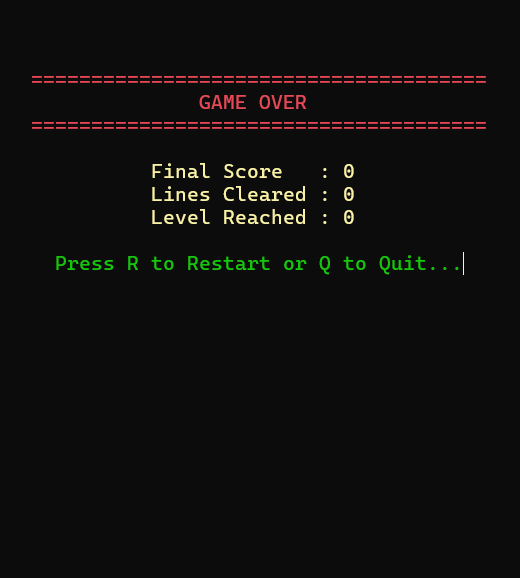 ======================================
GAME OVER
======================================
Final Score   : 0
Lines Cleared : 0
Level Reached : 0
Press R to Restart or Q to Quit...